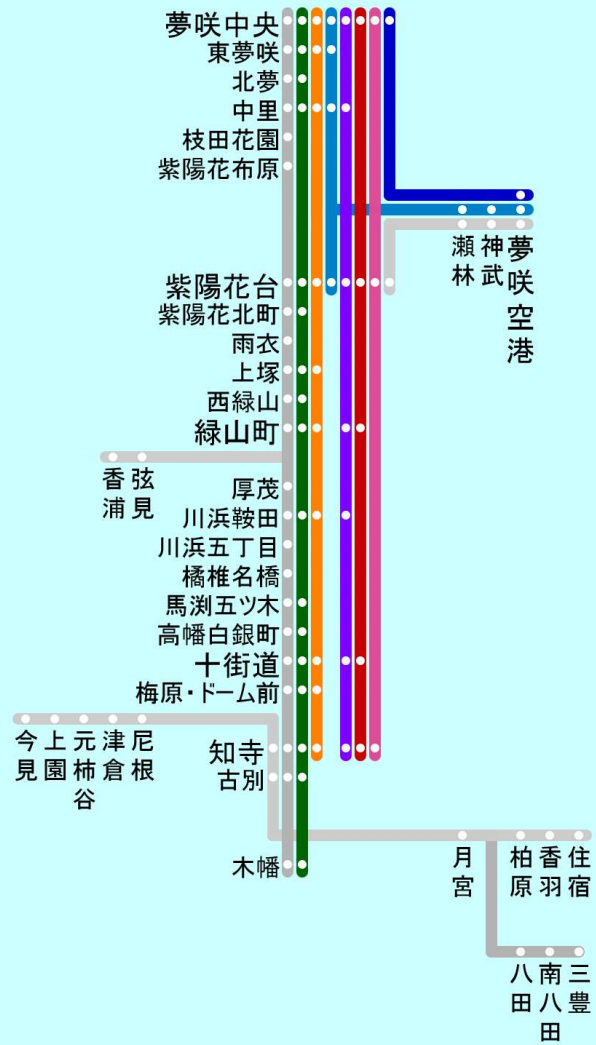 夢咲中央
東夢咲
北夢
中里
枝田花園
紫陽花布原
瀬林
神武
夢咲空港
紫陽花台
紫陽花北町
雨衣
上塚
西緑山
緑山町
香浦
弦見
厚茂
川浜鞍田
川浜五丁目
橘椎名橋
馬渕五ツ木
高幡白銀町
十街道
梅原・ドーム前
今見
上園
元柿谷
津倉
尼根
知寺
古別
木幡
月宮
柏原
香羽
住宿
八田
南八田
三豊